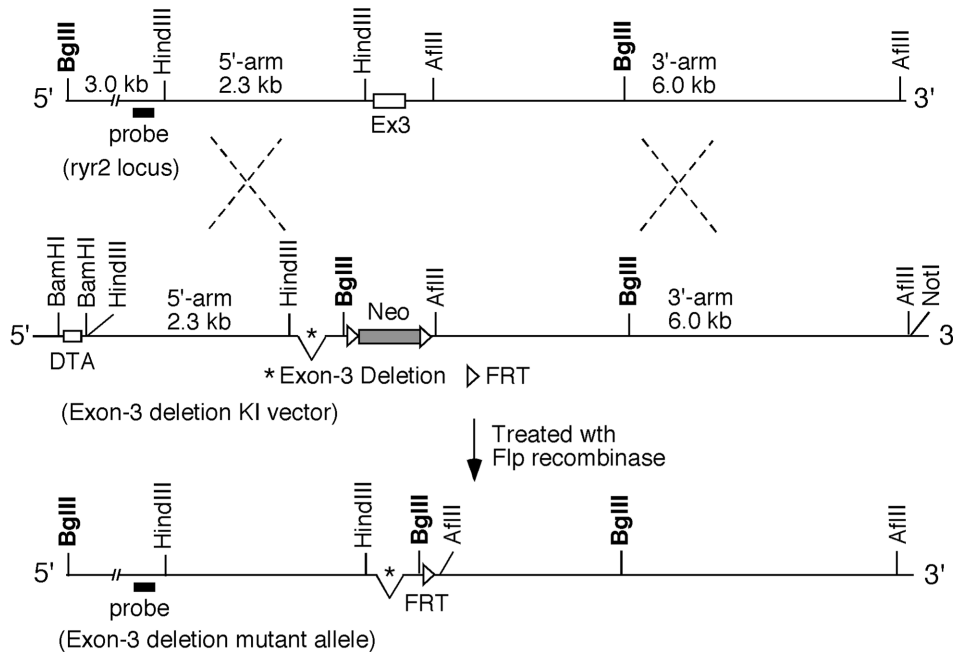 BglII HindIII HindIII AflII BglII AflII
5'-arm 3'-arm
3.0 kb 2.3 kb 6.0 kb
5' 3'
Ex3
probe
(ryr2 locus)
BamHI BamHI HindIII HindIII BglII AflII BglII AflII NotI
5'-arm Neo 3'-arm
2.3 kb 6.0 kb
5' * 3
DTA
* Exon-3 Deletion FRT
(Exon-3 deletion KI vector)
Treated wth
Flp recombinase
BglII HindIII HindIII BglII AflII BglII AflII
5' * 3'
probe FRT
(Exon-3 deletion mutant allele)